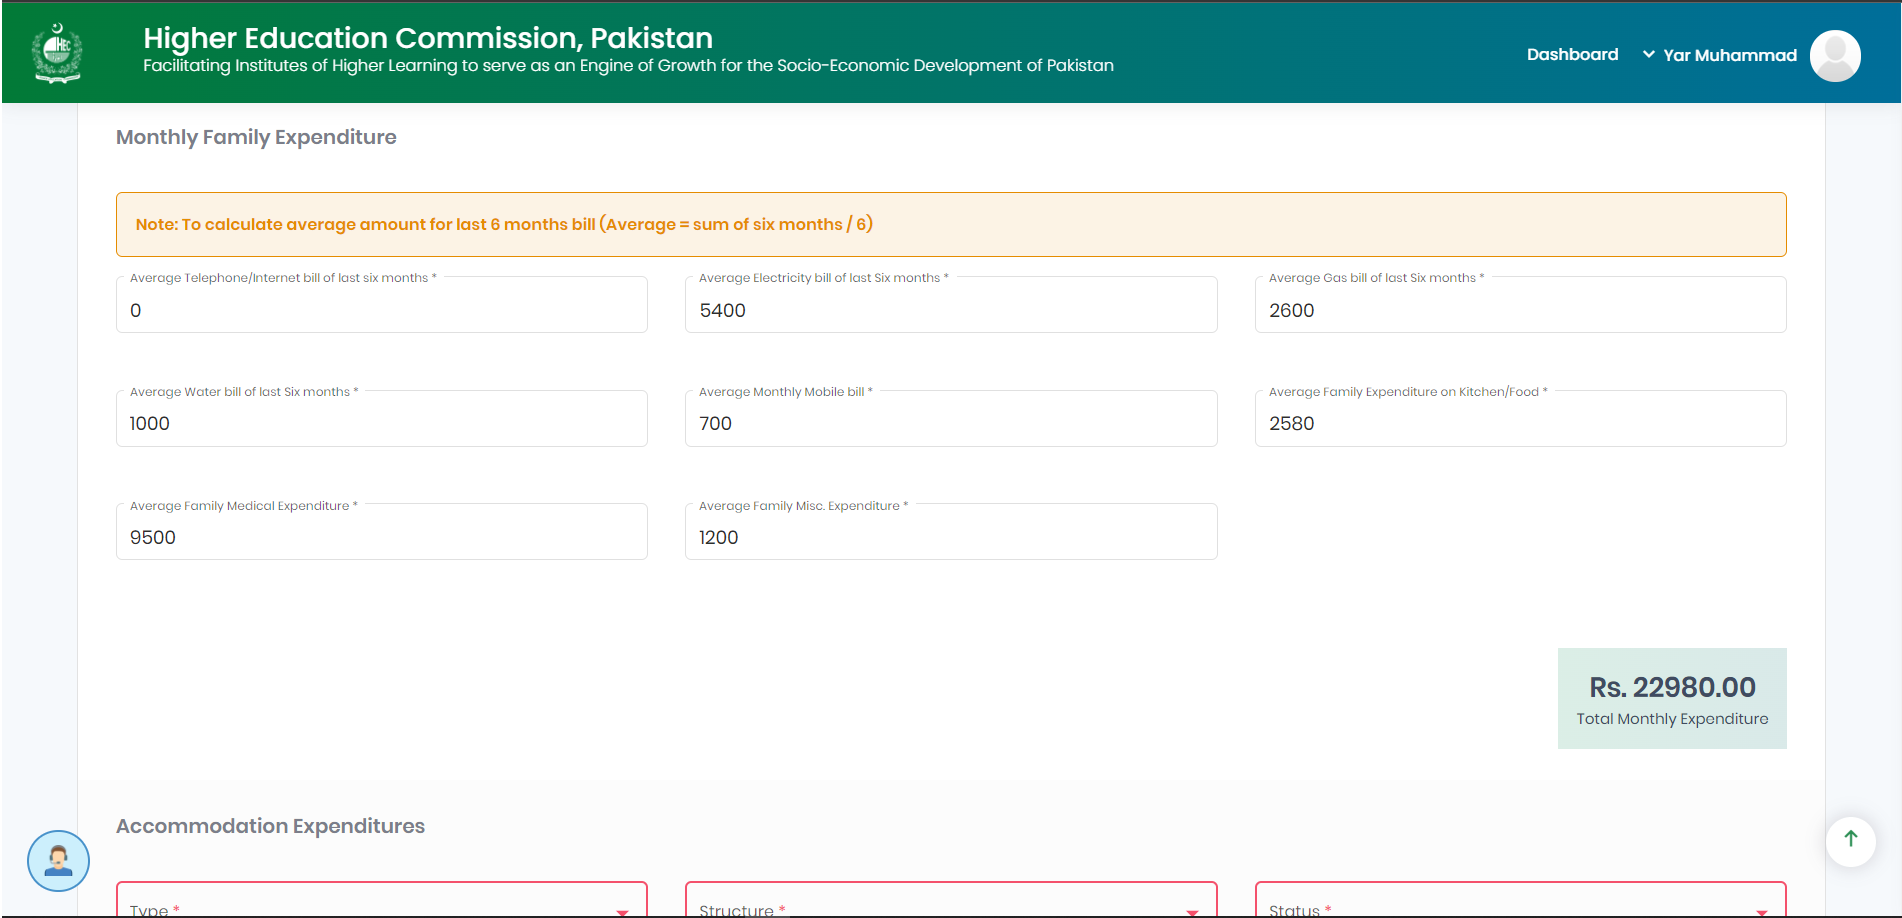 HEC
Higher Education Commission, Pakistan
Facilitating Institutes of Higher Learning to serve as an Engine of Growth for the Socio-Economic Development of Pakistan
Dashboard
Yar Muhammad
Monthly Family Expenditure
Note: To calculate average amount for last 6 months bill (Average = sum of six months / 6)
Average Telephone/Internet bill of last six months *
0
Average Electricity bill of last Six months *
5400
Average Gas bill of last Six months *
2600
Average Water bill of last Six months *
1000
Average Monthly Mobile bill *
700
Average Family Expenditure on Kitchen/Food *
2580
Average Family Medical Expenditure *
9500
Average Family Misc. Expenditure *
1200
Rs. 22980.00
Total Monthly Expenditure
Accommodation Expenditures
Type *
Structure *
Status *